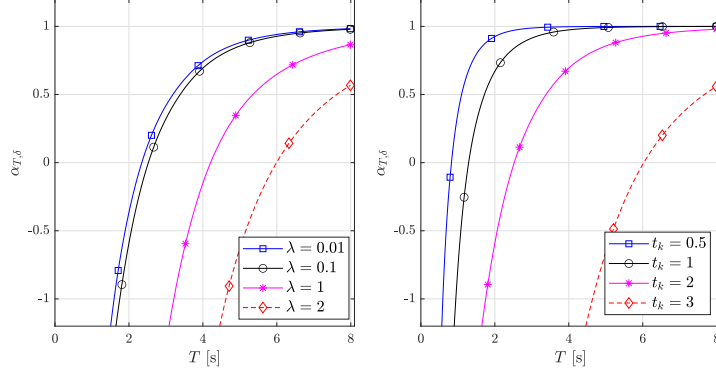 1
0.5
0
-0.5
-1
α_{T,δ}
0 2 4 6 8
T [s]
λ = 0.01
λ = 0.1
λ = 1
λ = 2
1
0.5
0
-0.5
-1
α_{T,δ}
0 2 4 6 8
T [s]
t_k = 0.5
t_k = 1
t_k = 2
t_k = 3